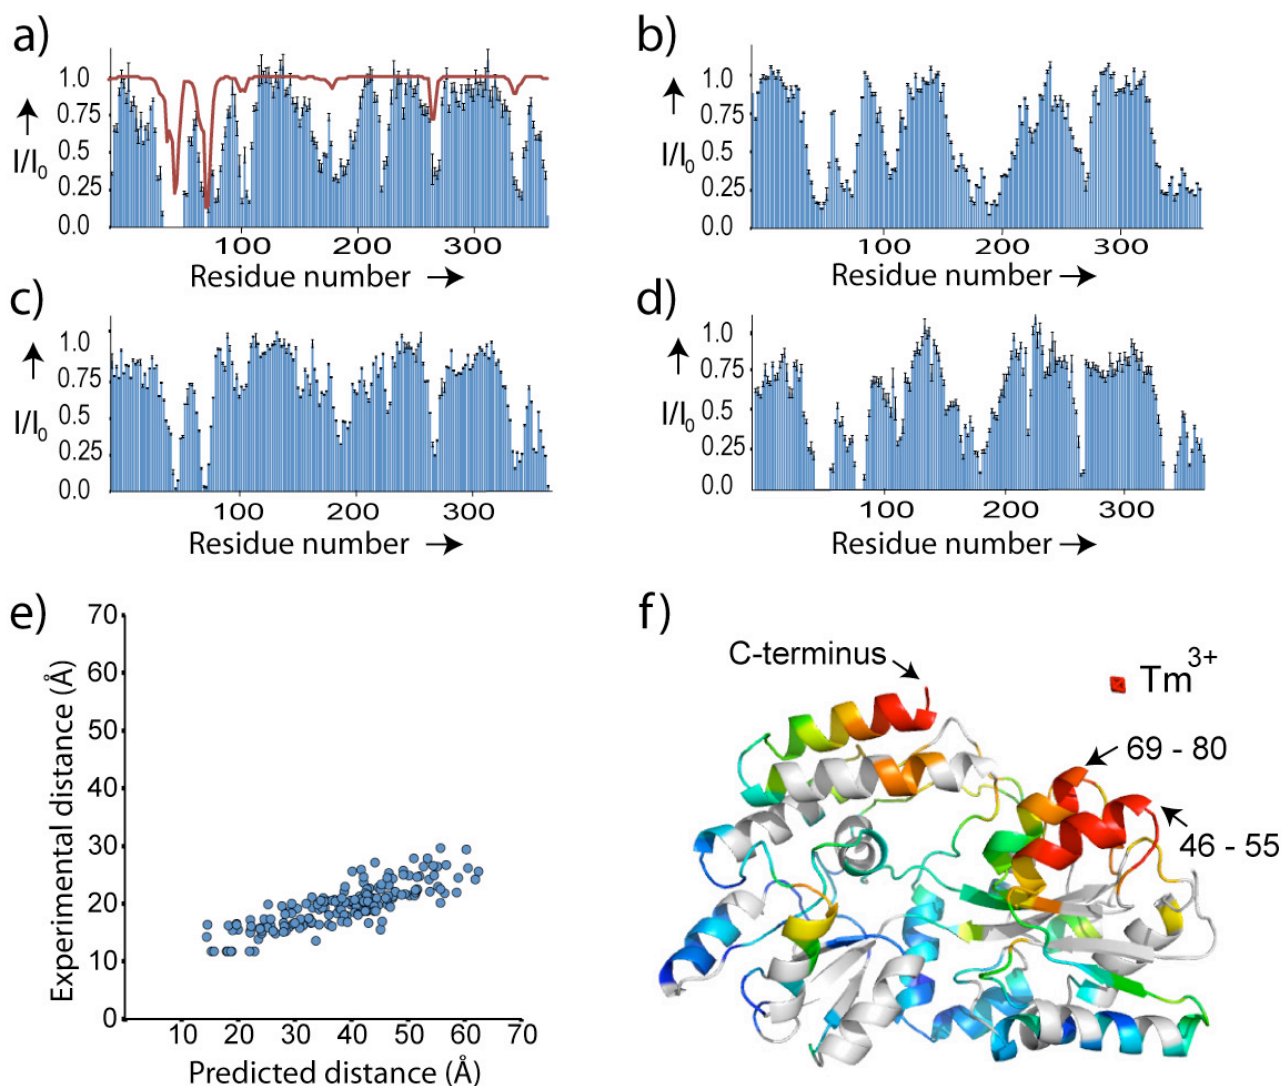 a)
1.0
0.75
I/I0
0.5
0.25
0.0
100 200 300
Residue number →
b)
1.0
0.75
I/I0
0.5
0.25
0.0
100 200 300
Residue number →
c)
1.0
0.75
I/I0
0.5
0.25
0.0
100 200 300
Residue number →
d)
1.0
0.75
I/I0
0.5
0.25
0.0
100 200 300
Residue number →
e)
70
60
50
40
30
20
10
0
Experimental distance (Å)
10 20 30 40 50 60 70
Predicted distance (Å)
f)
C-terminus
Tm3+
69 - 80
46 - 55